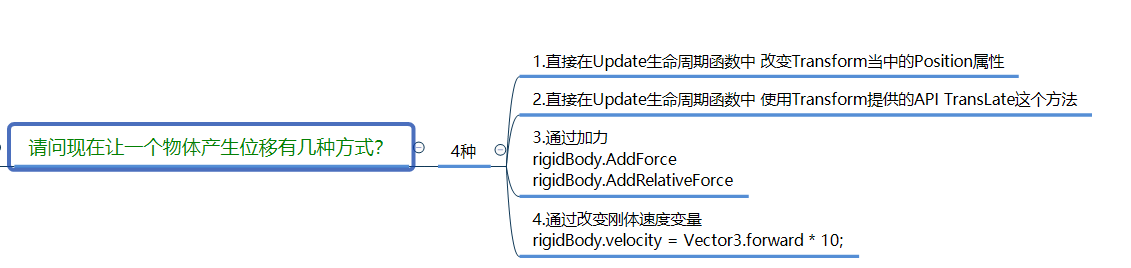 请问现在让一个物体产生位移有几种方式？
4种
1.直接在Update生命周期函数中 改变Transform当中的Position属性
2.直接在Update生命周期函数中 使用Transform提供的API TransLate这个方法
3.通过加力
rigidBody.AddForce
rigidBody.AddRelativeForce
4.通过改变刚体速度变量
rigidBody.velocity = Vector3.forward * 10;